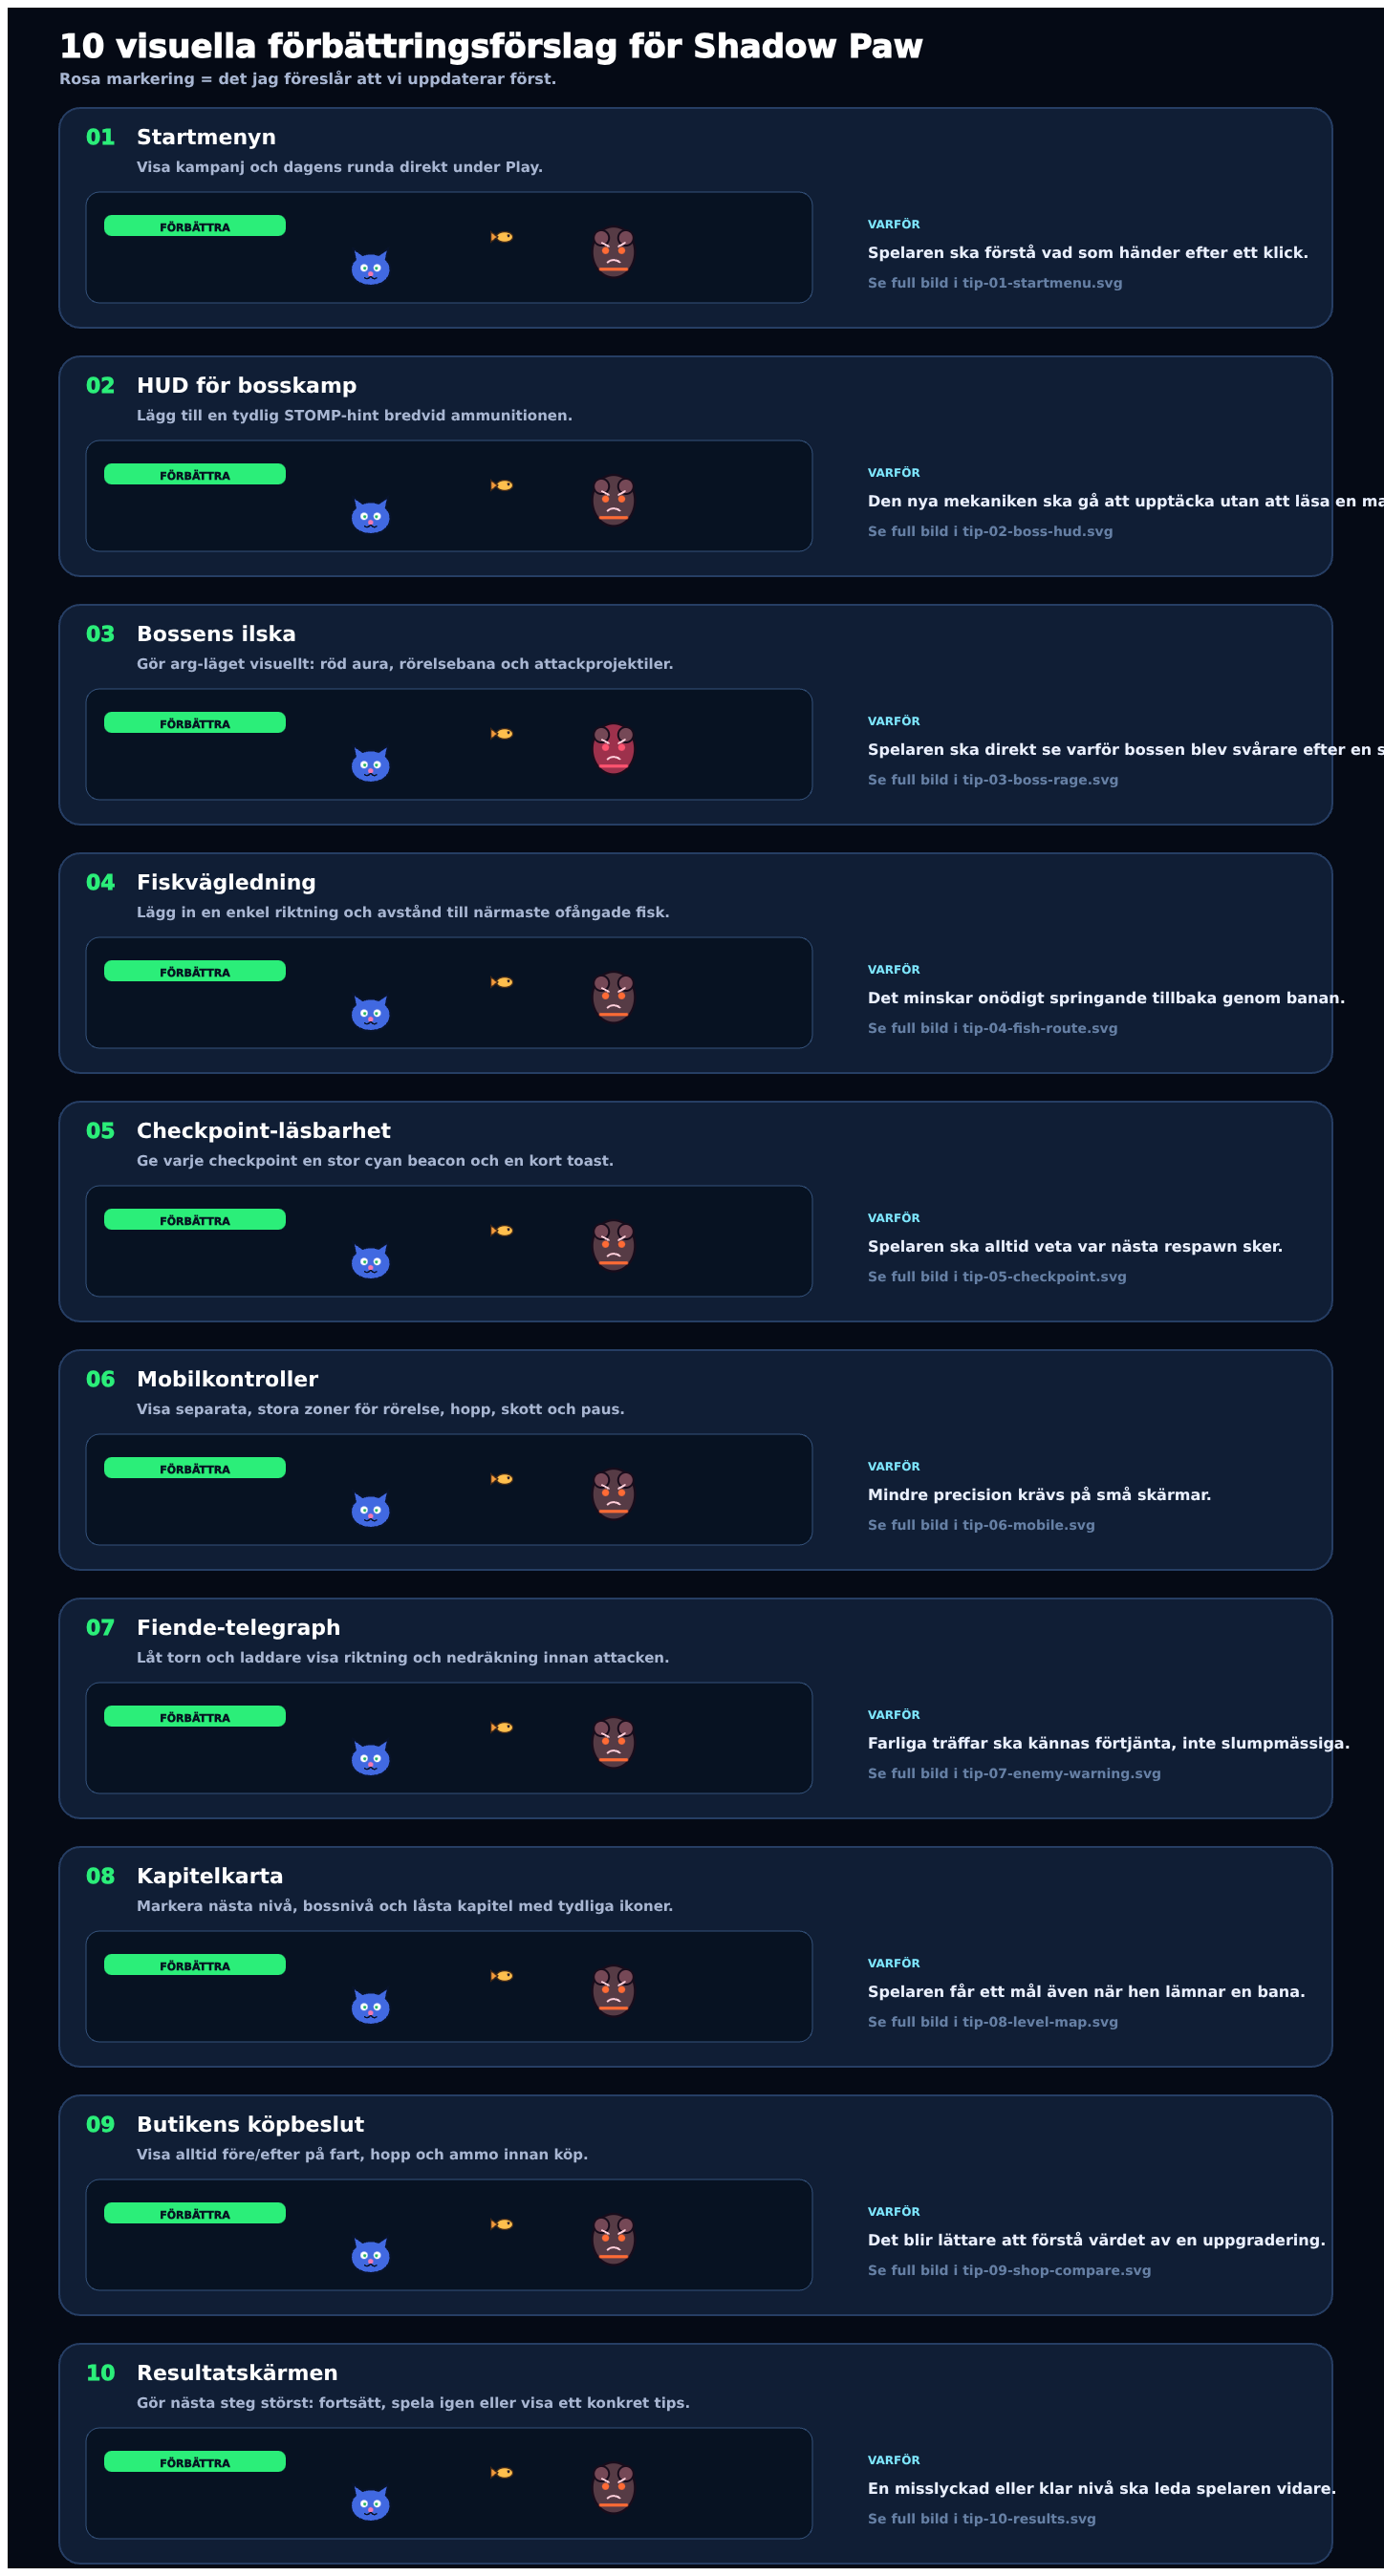 10 visuella förbättringsförslag för Shadow Paw
Rosa markering = det jag föreslår att vi uppdaterar först.
01 Startmenyn
Visa kampanj och dagens runda direkt under Play.
FÖRBÄTTRA
VARFÖR
Spelaren ska förstå vad som händer efter ett klick.
Se full bild i tip-01-startmenu.svg
02 HUD för bosskamp
Lägg till en tydlig STOMP-hint bredvid ammunitionen.
FÖRBÄTTRA
VARFÖR
Den nya mekaniken ska gå att upptäcka utan att läsa en ma
Se full bild i tip-02-boss-hud.svg
03 Bossens ilska
Gör arg-läget visuellt: röd aura, rörelsebana och attackprojektiler.
FÖRBÄTTRA
VARFÖR
Spelaren ska direkt se varför bossen blev svårare efter en s
Se full bild i tip-03-boss-rage.svg
04 Fiskvägledning
Lägg in en enkel riktning och avstånd till närmaste ofångade fisk.
FÖRBÄTTRA
VARFÖR
Det minskar onödigt springande tillbaka genom banan.
Se full bild i tip-04-fish-route.svg
05 Checkpoint-läsbarhet
Ge varje checkpoint en stor cyan beacon och en kort toast.
FÖRBÄTTRA
VARFÖR
Spelaren ska alltid veta var nästa respawn sker.
Se full bild i tip-05-checkpoint.svg
06 Mobilkontroller
Visa separata, stora zoner för rörelse, hopp, skott och paus.
FÖRBÄTTRA
VARFÖR
Mindre precision krävs på små skärmar.
Se full bild i tip-06-mobile.svg
07 Fiende-telegraph
Låt torn och laddare visa riktning och nedräkning innan attacken.
FÖRBÄTTRA
VARFÖR
Farliga träffar ska kännas förtjänta, inte slumpmässiga.
Se full bild i tip-07-enemy-warning.svg
08 Kapitelkarta
Markera nästa nivå, bossnivå och låsta kapitel med tydliga ikoner.
FÖRBÄTTRA
VARFÖR
Spelaren får ett mål även när hen lämnar en bana.
Se full bild i tip-08-level-map.svg
09 Butikens köpbeslut
Visa alltid före/efter på fart, hopp och ammo innan köp.
FÖRBÄTTRA
VARFÖR
Det blir lättare att förstå värdet av en uppgradering.
Se full bild i tip-09-shop-compare.svg
10 Resultatskärmen
Gör nästa steg störst: fortsätt, spela igen eller visa ett konkret tips.
FÖRBÄTTRA
VARFÖR
En misslyckad eller klar nivå ska leda spelaren vidare.
Se full bild i tip-10-results.svg